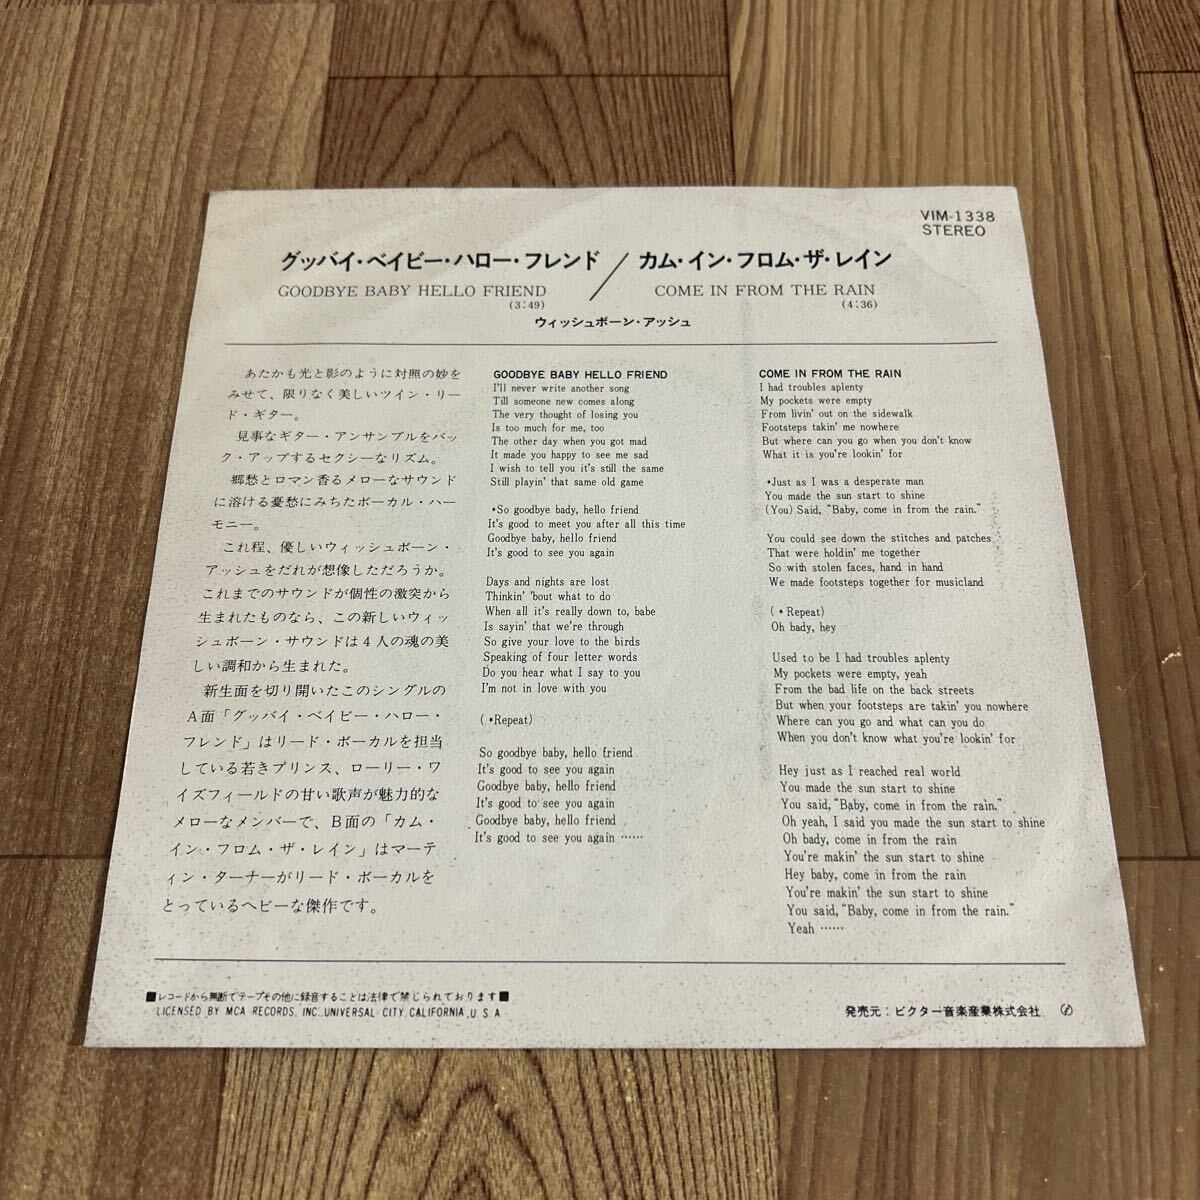 VIM-1338
STEREO
グッバイ・ベイビー・ハロー・フレンド／カム・イン・フロム・ザ・レイン
GOODBYE BABY HELLO FRIEND COME IN FROM THE RAIN
(3:49) (4:36)
ウィッシュボーン・アッシュ
あたかも光と影のように対照の妙を
みせて、限りなく美しいツイン・リー
ド・ギター。
見事なギター・アンサンブルをバッ
ク・アップするセクシーなリズム。
郷愁とロマン香るメローなサウンド
に溶ける憂愁にみちたボーカル・ハー
モニー。
これ程、優しいウィッシュボーン・
アッシュをだれが想像しただろうか。
これまでのサウンドが個性の激突から
生まれたものなら、この新しいウィッ
シュボーン・サウンドは4人の魂の美
しい調和から生まれた。
新生面を切り開いたこのシングルの
A面「グッバイ・ベイビー・ハロー・
フレンド」はリード・ボーカルを担当
している若きプリンス、ローリー・ワ
イズフィールドの甘い歌声が魅力的な
メローなメンバーで、B面の「カム・
イン・フロム・ザ・レイン」はマーテ
ィン・ターナーがリード・ボーカルを
とっているヘビーな傑作です。
GOODBYE BABY HELLO FRIEND
I'll never write another song
Till someone new comes along
The very thought of losing you
Is too much for me, too
The other day when you got mad
It made you happy to see me sad
I wish to tell you it's still the same
Still playin' that same old game
•So goodbye bady, hello friend
It's good to meet you after all this time
Goodbye baby, hello friend
It's good to see you again
Days and nights are lost
Thinkin' 'bout what to do
When all it's really down to, babe
Is sayin' that we're through
So give your love to the birds
Speaking of four letter words
Do you hear what I say to you
I'm not in love with you
(•Repeat)
So goodbye baby, hello friend
It's good to see you again
Goodbye baby, hello friend
It's good to see you again
Goodbye baby, hello friend
It's good to see you again ……
COME IN FROM THE RAIN
I had troubles aplenty
My pockets were empty
From livin' out on the sidewalk
Footsteps takin' me nowhere
But where can you go when you don't know
What it is you're lookin' for
•Just as I was a desperate man
You made the sun start to shine
(You) Said, "Baby, come in from the rain."
You could see down the stitches and patches
That were holdin' me together
So with stolen faces, hand in hand
We made footsteps together for musicland
(•Repeat)
Oh bady, hey
Used to be I had troubles aplenty
My pockets were empty, yeah
From the bad life on the back streets
But when your footsteps are takin' you nowhere
Where can you go and what can you do
When you don't know what you're lookin' for
Hey just as I reached real world
You made the sun start to shine
You said, "Baby, come in from the rain."
Oh yeah, I said you made the sun start to shine
Oh bady, come in from the rain
You're makin' the sun start to shine
Hey baby, come in from the rain
You're makin' the sun start to shine
You said, "Baby, come in from the rain."
Yeah ……
■レコードから無断でテープその他に録音することは法律で禁じられております■
LICENSED BY MCA RECORDS, INC. UNIVERSAL CITY, CALIFORNIA, U.S.A.
発売元：ビクター音楽産業株式会社